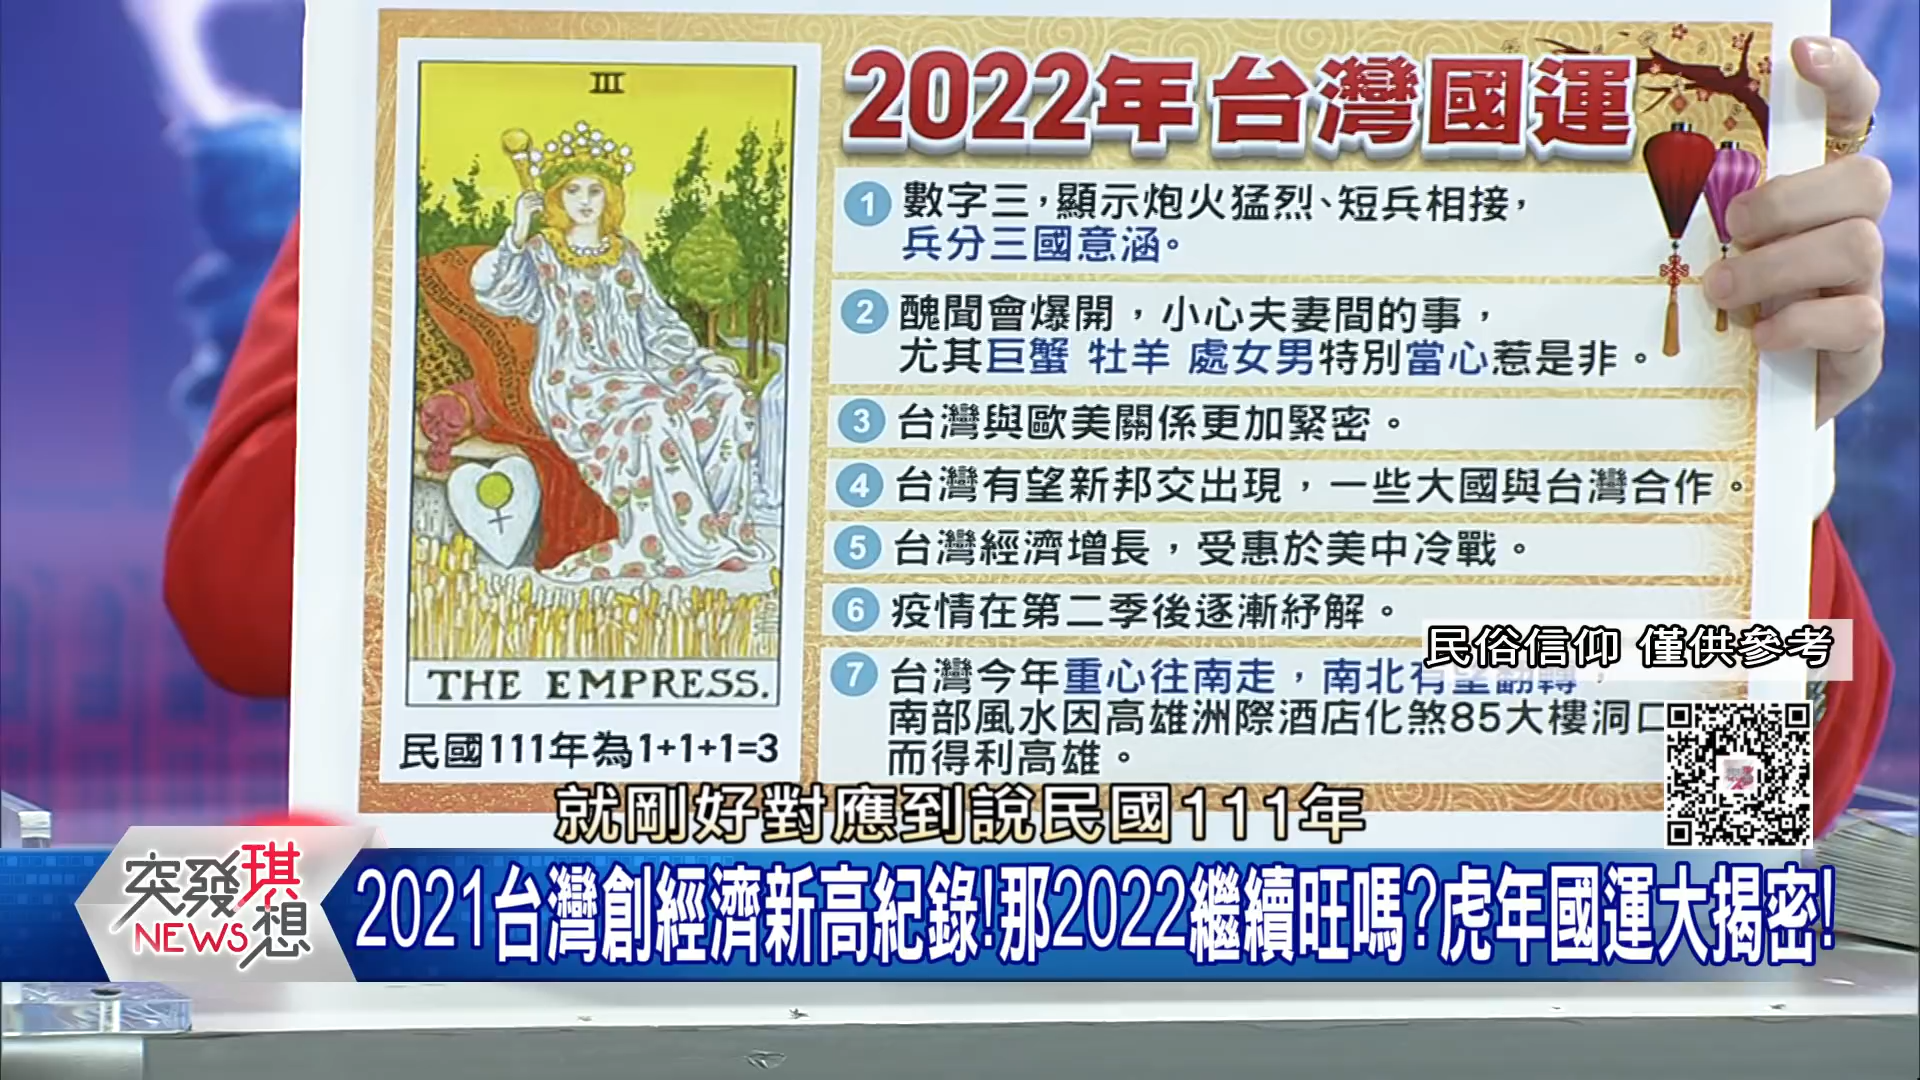 III
THE EMPRESS.
民國111年為1+1+1=3
2022年台灣國運
1 數字三,顯示炮火猛烈、短兵相接,
兵分三國意涵。
2 醜聞會爆開,小心夫妻間的事,
尤其巨蟹 牡羊 處女男特別當心惹是非。
3 台灣與歐美關係更加緊密。
4 台灣有望新邦交出現,一些大國與台灣合作。
5 台灣經濟增長,受惠於美中冷戰。
6 疫情在第二季後逐漸紓解。
民俗信仰 僅供參考
7 台灣今年重心往南走,南北有望翻轉,
南部風水因高雄洲際酒店化煞85大樓洞口
而得利高雄。
就剛好對應到說民國111年
突發琪想
NEWS
2021台灣創經濟新高紀錄!那2022繼續旺嗎?虎年國運大揭密!